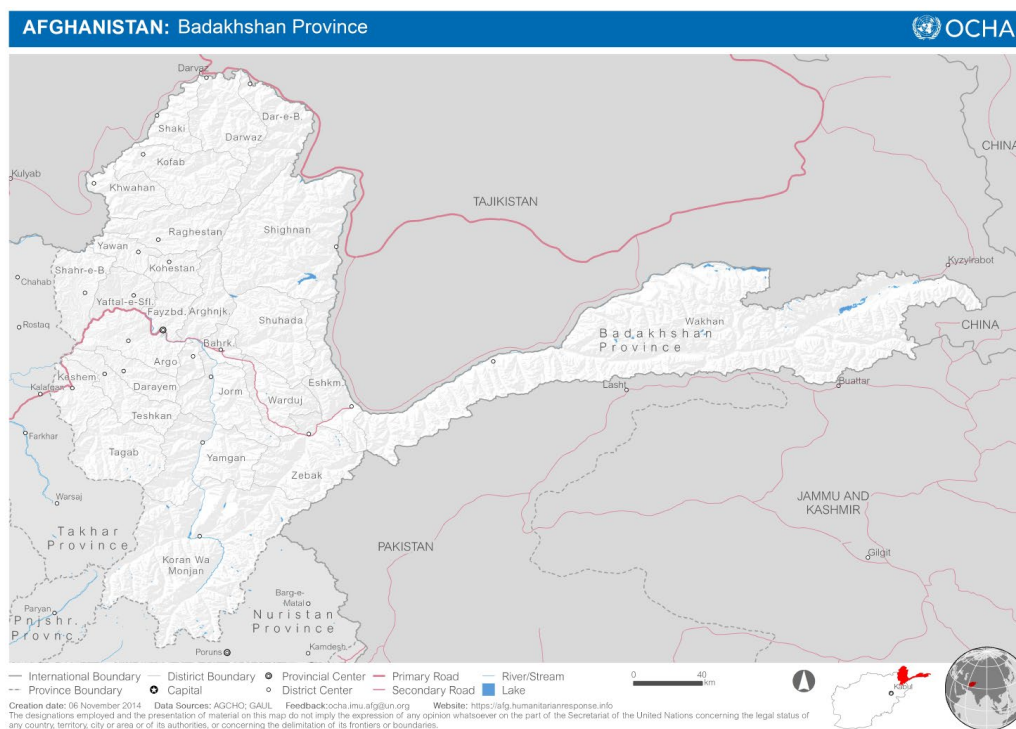 AFGHANISTAN: Badakhshan Province
OCHA
Darvaz
Dar-e-B.
Shaki
Darwaz
CHINA
Kofab
Kulyab
Khwahan
TAJIKISTAN
Raghestan
Shighnan
Yawan
Kohestan
Kyzylrabot
Shahr-e-B.
Chahab
Yaftal-e-Sfl.
Fayzbd.
Arghnjk.
Shuhada
Wakhan
Rostaq
Badakhshan
Province
CHINA
Bahrk.
Argo
Keshem
Kalafgan
Darayem
Jorm
Eshkm.
Lasht
Buattar
Warduj
Teshkan
Farkhar
Tagab
Yamgan
Zebak
Warsaj
JAMMU AND
KASHMIR
Takhar
Province
PAKISTAN
Gilgit
Koran Wa
Monjan
Barg-e-
Matal
Paryan
Pnjshr.
Provnc.
Nuristan
Province
Poruns
Kamdesh
International Boundary
District Boundary
Provincial Center
Primary Road
River/Stream
0 40
km
Province Boundary
Capital
District Center
Secondary Road
Lake
Kabul
Creation date: 06 November 2014 Data Sources: AGCHO; GAUL Feedback:ocha.imu.afg@un.org Website: https://afg.humanitarianresponse.info
The designations employed and the presentation of material on this map do not imply the expression of any opinion whatsoever on the part of the Secretariat of the United Nations concerning the legal status of
any country, territory, city or area or of its authorities, or concerning the delimitation of its frontiers or boundaries.